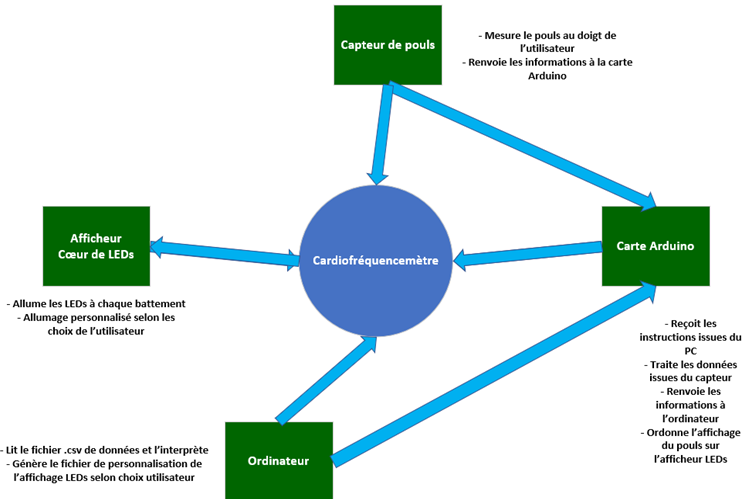 Capteur de pouls
- Mesure le pouls au doigt de
l’utilisateur
- Renvoie les informations à la carte
Arduino
Afficheur
Cœur de LEDs
- Allume les LEDs à chaque battement
- Allumage personnalisé selon les
choix de l’utilisateur
Cardiofréquencemètre
Carte Arduino
- Reçoit les
instructions issues du
PC
- Traite les données
issues du capteur
- Renvoie les
informations à
l’ordinateur
- Ordonne l’affichage
du pouls sur
l’afficheur LEDs
- Lit le fichier .csv de données et l’interprète
- Génère le fichier de personnalisation de
l’affichage LEDs selon choix utilisateur
Ordinateur